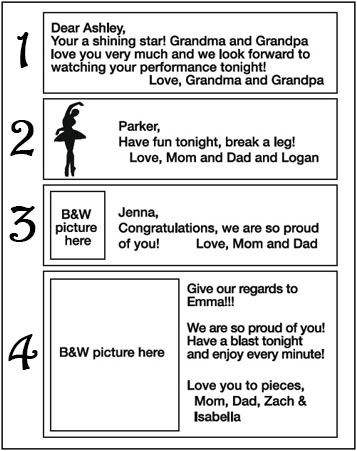 1
Dear Ashley,
Your a shining star! Grandma and Grandpa
love you very much and we look forward to
watching your performance tonight!
Love, Grandma and Grandpa
2
Parker,
Have fun tonight, break a leg!
Love, Mom and Dad and Logan
3
B&W
picture
here
Jenna,
Congratulations, we are so proud
of you! Love, Mom and Dad
4
B&W picture here
Give our regards to
Emma!!!
We are so proud of you!
Have a blast tonight
and enjoy every minute!
Love you to pieces,
Mom, Dad, Zach &
Isabella